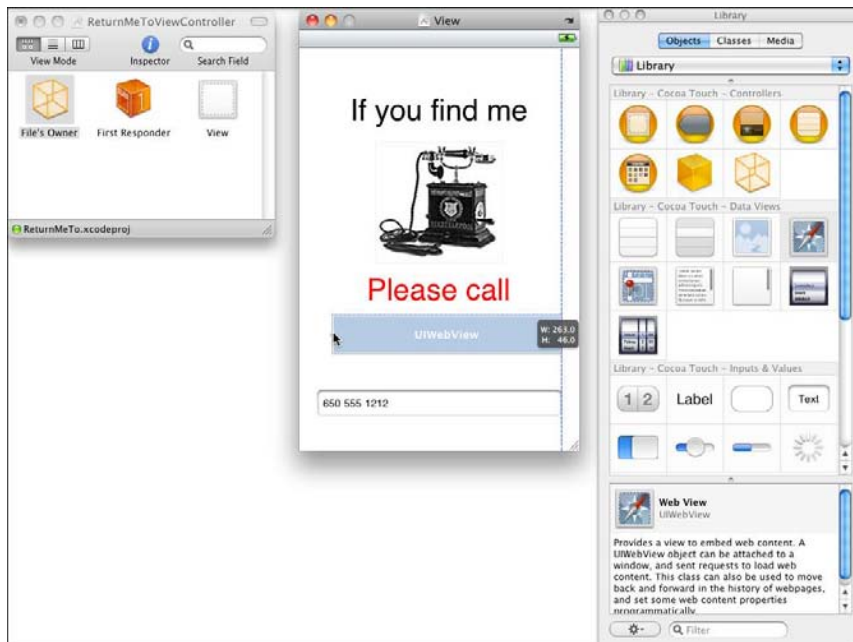 ReturnMeToViewController
View Mode
Inspector
Search Field
File's Owner
First Responder
View
ReturnMeTo.xcodeproj
View
If you find me
Please call
UIWebView
W: 263.0
H: 46.0
650 555 1212
Library
Objects
Classes
Media
Library
Library - Cocoa Touch - Controllers
Library - Cocoa Touch - Data Views
Library - Cocoa Touch - Inputs & Values
1 2
Label
Text
Web View
UIWebView
Provides a view to embed web content. A
UIWebView object can be attached to a
window, and sent requests to load web
content. This class can also be used to move
back and forward in the history of webpages,
and set some web content properties
programmatically
Filter